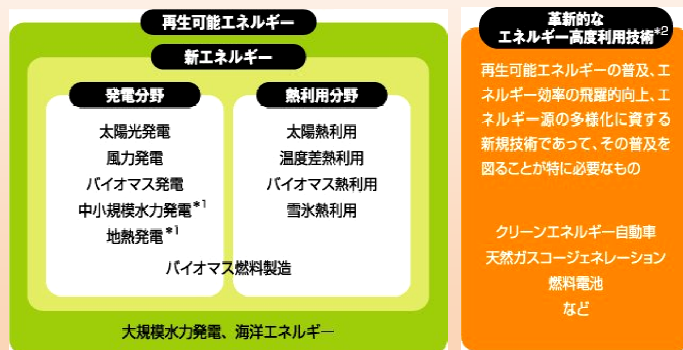 再生可能エネルギー
新エネルギー
発電分野
太陽光発電
風力発電
バイオマス発電
中小規模水力発電*1
地熱発電*1
熱利用分野
太陽熱利用
温度差熱利用
バイオマス熱利用
雪氷熱利用
バイオマス燃料製造
大規模水力発電、海洋エネルギー
革新的な
エネルギー高度利用技術*2
再生可能エネルギーの普及、エ
ネルギー効率の飛躍的向上、エ
ネルギー源の多様化に資する
新規技術であって、その普及を
図ることが特に必要なもの
クリーンエネルギー自動車
天然ガスコージェネレーション
燃料電池
など